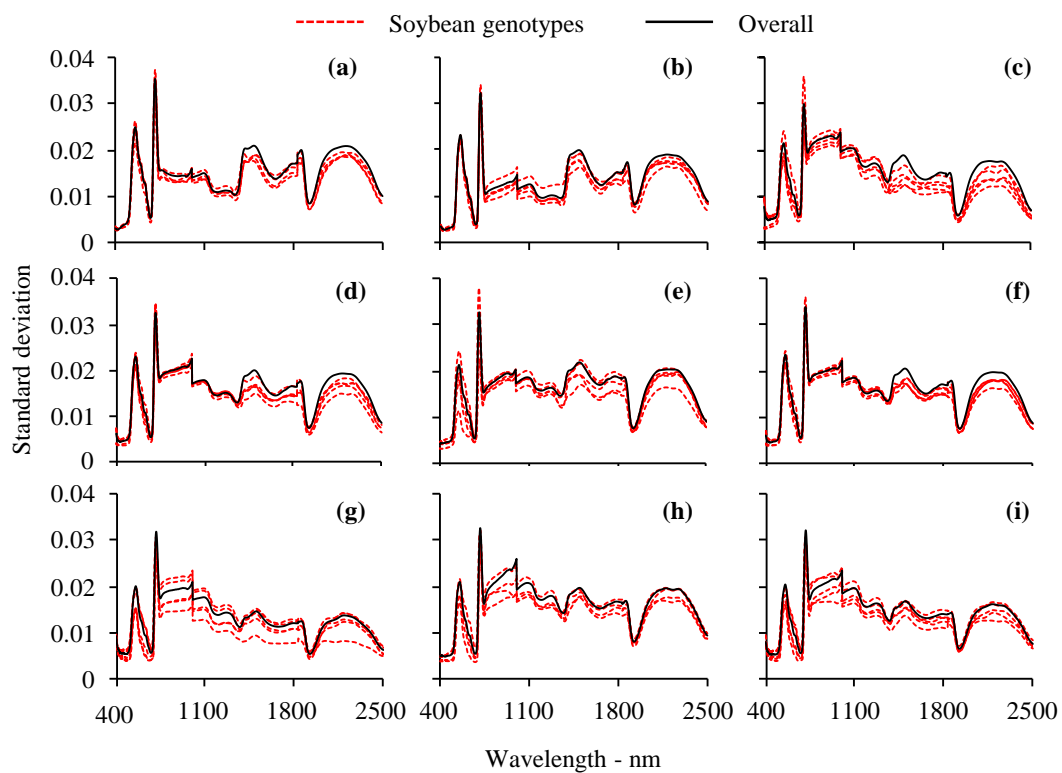 Soybean genotypes Overall
0.04 (a) (b) (c)
0.03
0.02
0.01
0
0.04 (d) (e) (f)
0.03
0.02
0.01
0
Standard deviation
0.04 (g) (h) (i)
0.03
0.02
0.01
0
400 1100 1800 2500 400 1100 1800 2500 400 1100 1800 2500
Wavelength - nm